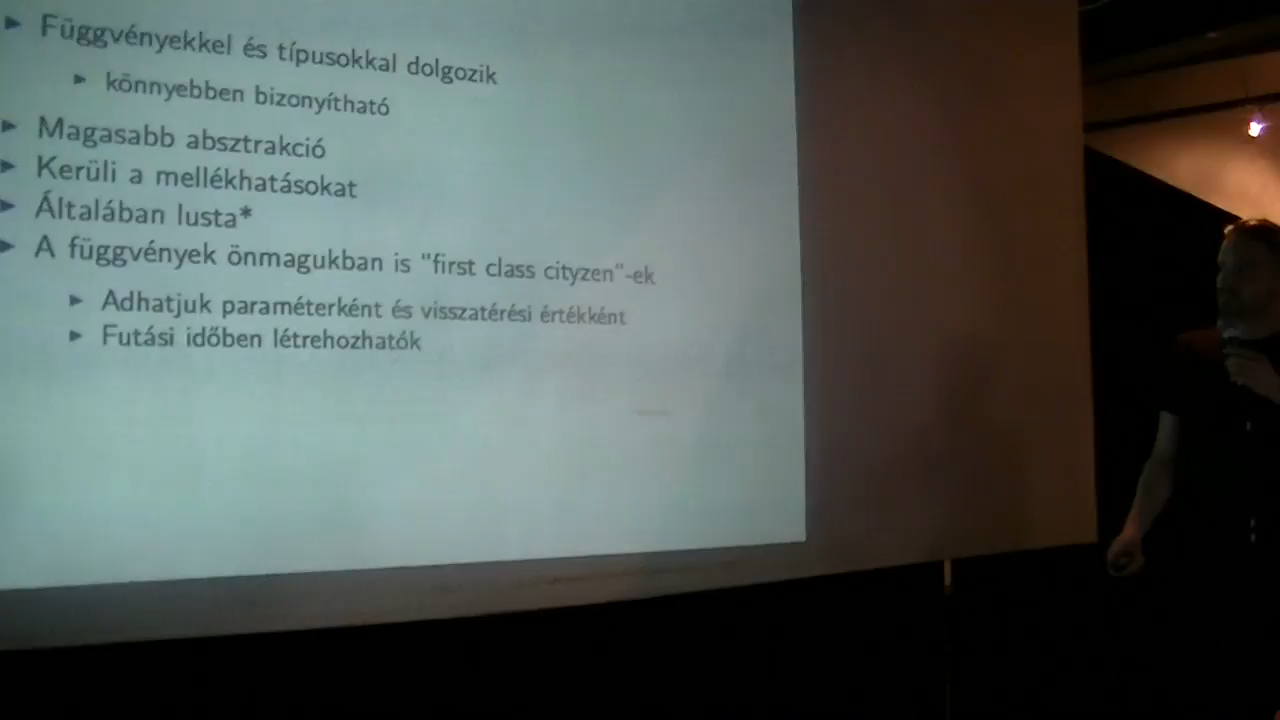 Függvényekkel és típusokkal dolgozik
könnyebben bizonyítható
Magasabb absztrakció
Kerüli a mellékhatásokat
Általában lusta*
A függvények önmagukban is "first class cityzen"-ek
Adhatjuk paraméterként és visszatérési értékként
Futási időben létrehozhatók